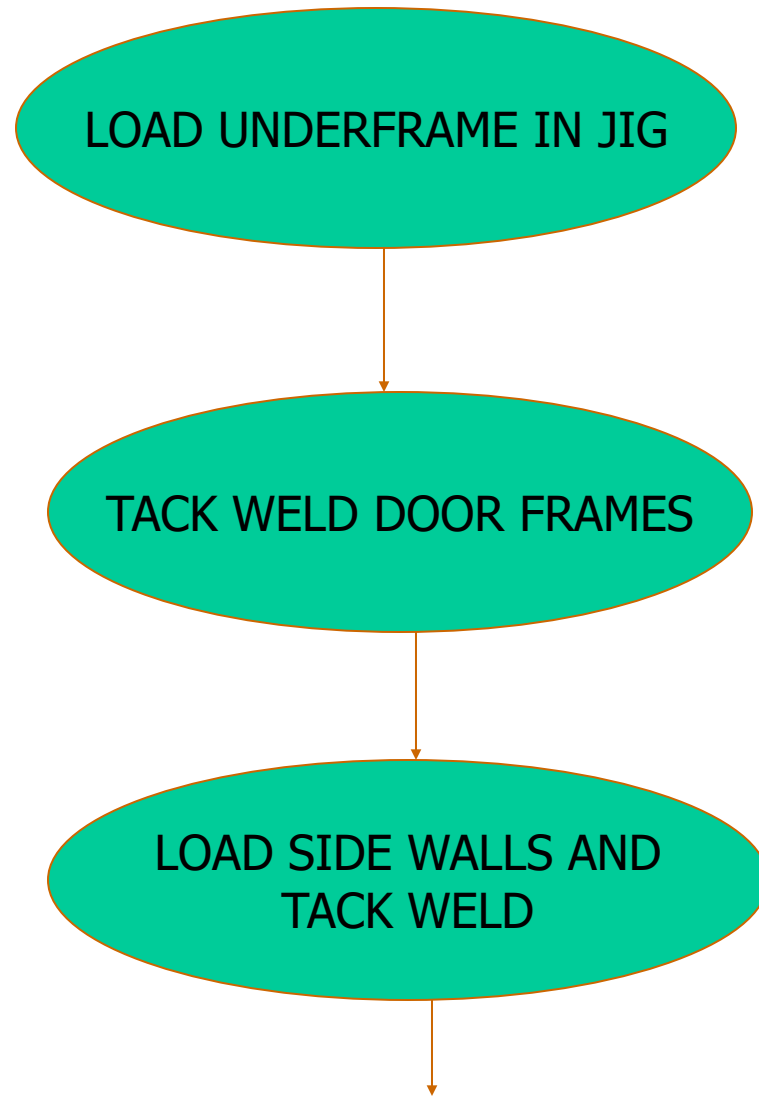 LOAD UNDERFRAME IN JIG
TACK WELD DOOR FRAMES
LOAD SIDE WALLS AND
TACK WELD